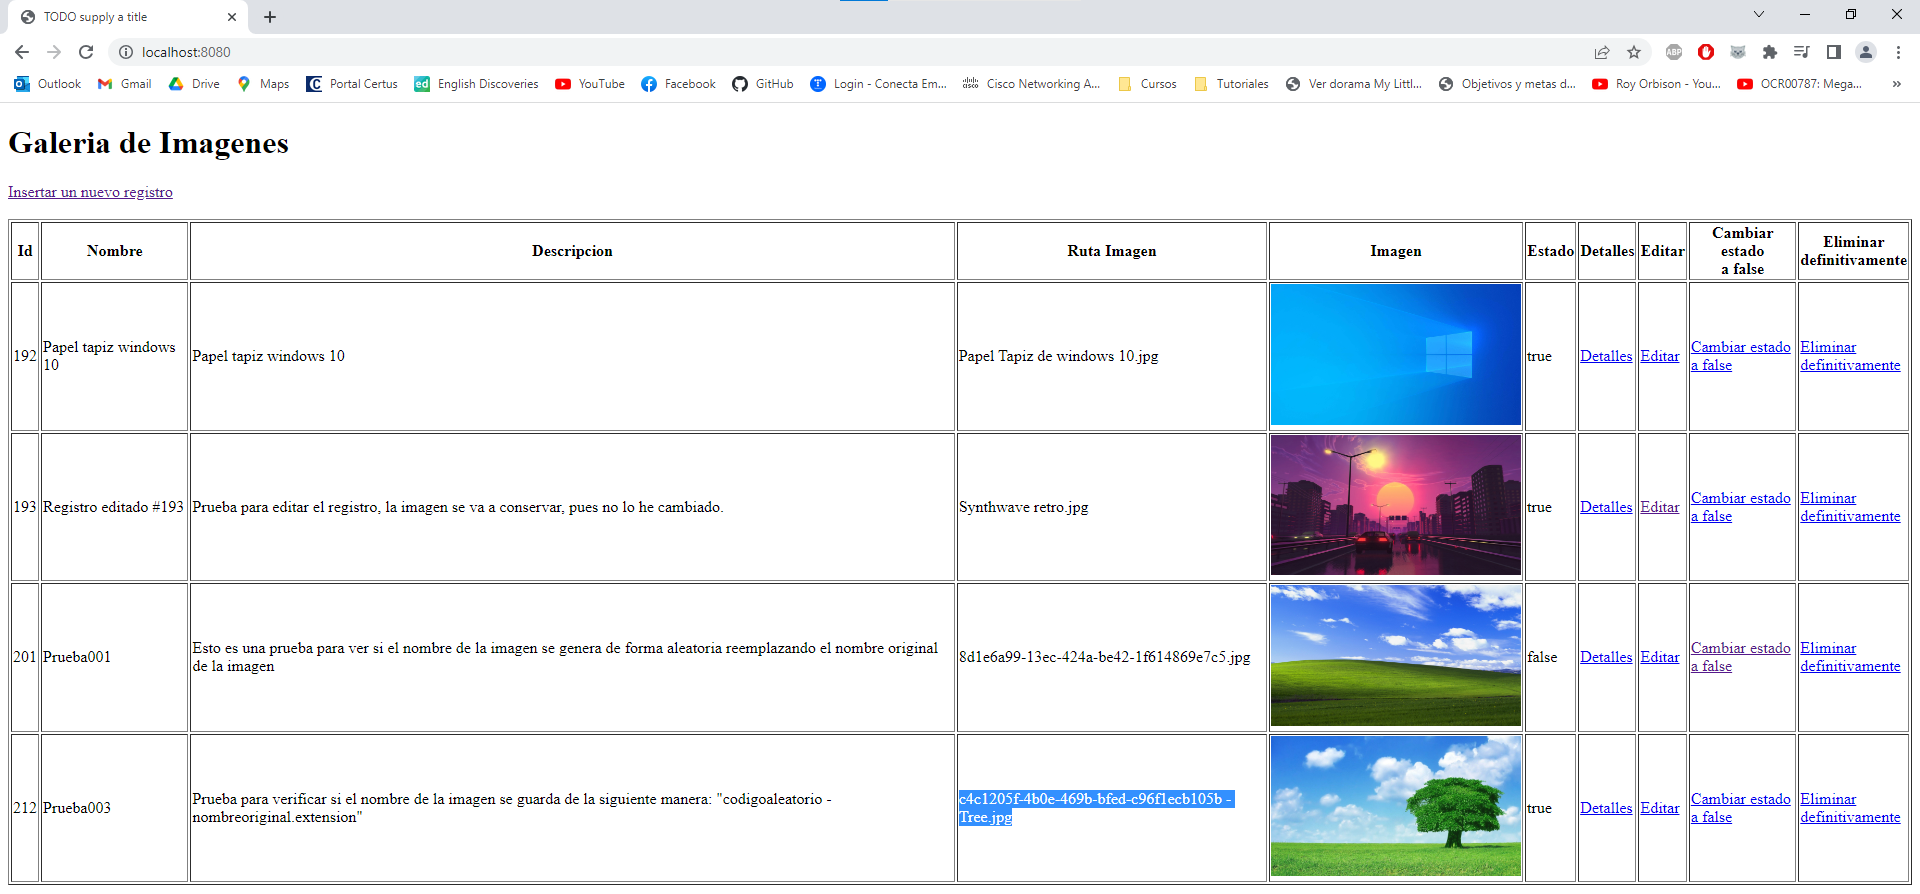 TODO supply a title
localhost:8080
ABP
Outlook
Gmail
Drive
Maps
Portal Certus
ed
English Discoveries
YouTube
Facebook
GitHub
Login - Conecta Em...
Cisco Networking A...
Cursos
Tutoriales
Ver dorama My Littl...
Objetivos y metas d...
Roy Orbison - You...
OCR00787: Mega...
Galeria de Imagenes
Insertar un nuevo registro
Id
Nombre
Descripcion
Ruta Imagen
Imagen
Estado
Detalles
Editar
Cambiar
estado
a false
Eliminar
definitivamente
192
Papel tapiz windows
10
Papel tapiz windows 10
Papel Tapiz de windows 10.jpg
true
Detalles
Editar
Cambiar estado
a false
Eliminar
definitivamente
193
Registro editado #193
Prueba para editar el registro, la imagen se va a conservar, pues no lo he cambiado.
Synthwave retro.jpg
true
Detalles
Editar
Cambiar estado
a false
Eliminar
definitivamente
201
Prueba001
Esto es una prueba para ver si el nombre de la imagen se genera de forma aleatoria reemplazando el nombre original
de la imagen
8d1e6a99-13ec-424a-be42-1f614869e7c5.jpg
false
Detalles
Editar
Cambiar estado
a false
Eliminar
definitivamente
212
Prueba003
Prueba para verificar si el nombre de la imagen se guarda de la siguiente manera: "codigoaleatorio -
nombreoriginal.extension"
c4c1205f-4b0e-469b-bfed-c96f1ecb105b -
Tree.jpg
true
Detalles
Editar
Cambiar estado
a false
Eliminar
definitivamente